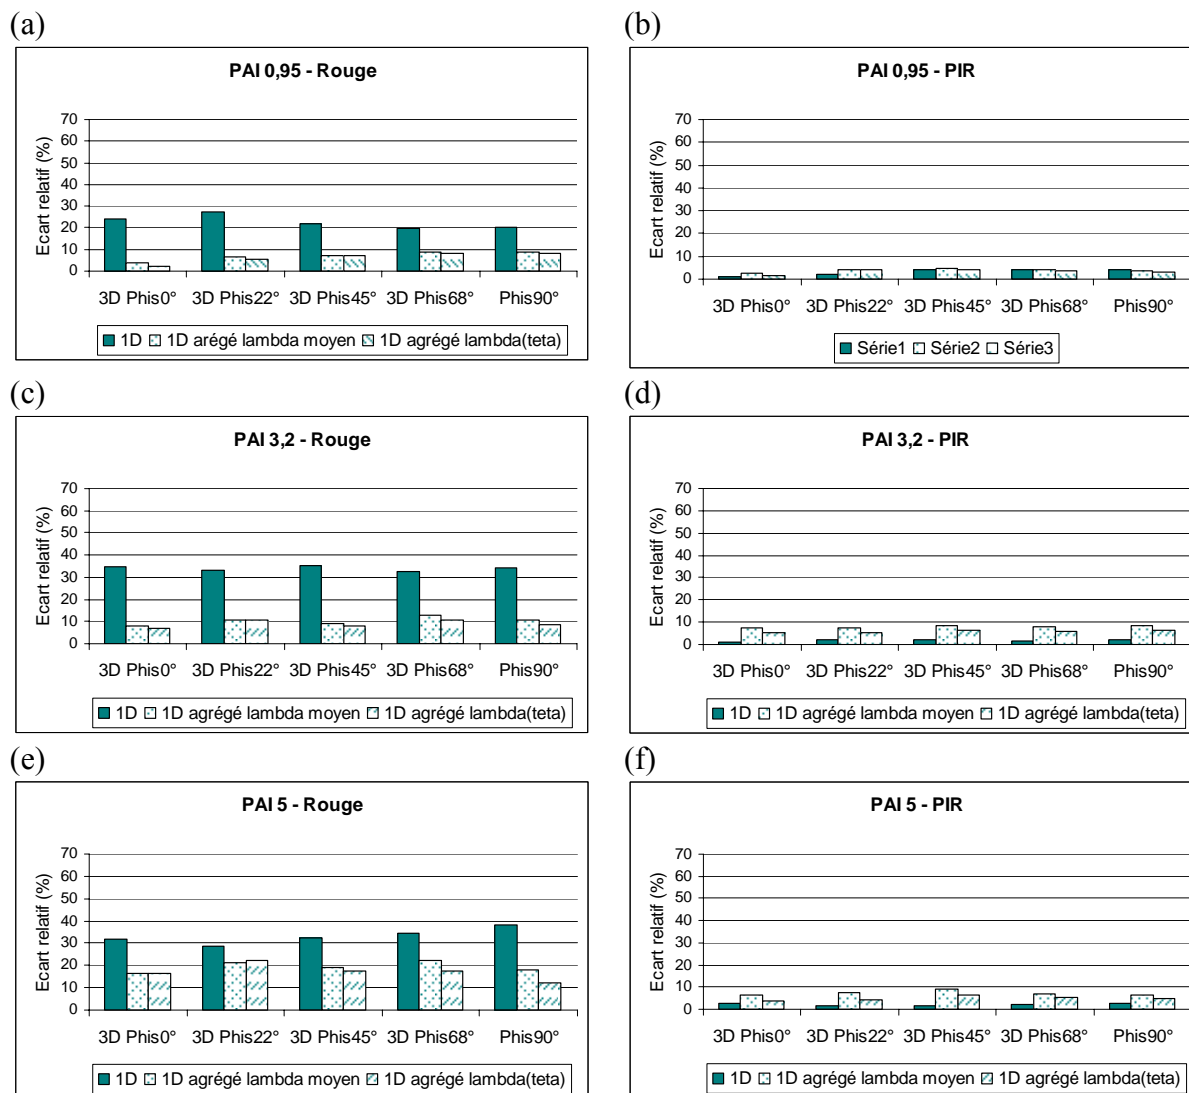 (a)
PAI 0,95 - Rouge
Ecart relatif (%)
70
60
50
40
30
20
10
0
3D Phis0° 3D Phis22° 3D Phis45° 3D Phis68° Phis90°
1D 1D arégé lambda moyen 1D agrégé lambda(teta)
(b)
PAI 0,95 - PIR
Ecart relatif (%)
70
60
50
40
30
20
10
0
3D Phis0° 3D Phis22° 3D Phis45° 3D Phis68° Phis90°
Série1 Série2 Série3
(c)
PAI 3,2 - Rouge
Ecart relatif (%)
70
60
50
40
30
20
10
0
3D Phis0° 3D Phis22° 3D Phis45° 3D Phis68° Phis90°
1D 1D agrégé lambda moyen 1D agrégé lambda(teta)
(d)
PAI 3,2 - PIR
Ecart relatif (%)
70
60
50
40
30
20
10
0
3D Phis0° 3D Phis22° 3D Phis45° 3D Phis68° Phis90°
1D 1D agrégé lambda moyen 1D agrégé lambda(teta)
(e)
PAI 5 - Rouge
Ecart relatif (%)
70
60
50
40
30
20
10
0
3D Phis0° 3D Phis22° 3D Phis45° 3D Phis68° Phis90°
1D 1D agrégé lambda moyen 1D agrégé lambda(teta)
(f)
PAI 5 - PIR
Ecart relatif (%)
70
60
50
40
30
20
10
0
3D Phis0° 3D Phis22° 3D Phis45° 3D Phis68° Phis90°
1D 1D agrégé lambda moyen 1D agrégé lambda(teta)